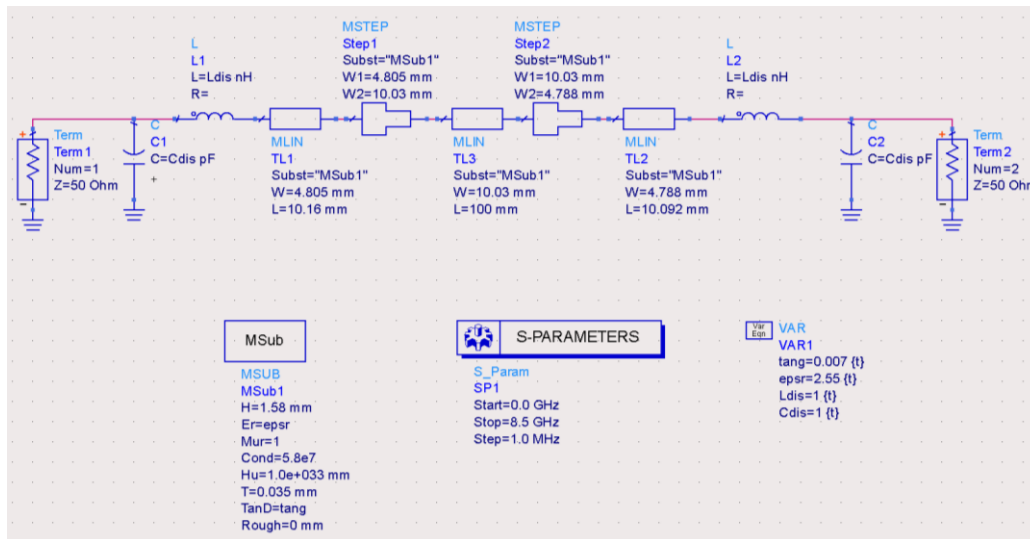 MSTEP
Step1
Subst="MSub1"
W1=4.805 mm
W2=10.03 mm
MSTEP
Step2
Subst="MSub1"
W1=10.03 mm
W2=4.788 mm
L
L1
L=Ldis nH
R=
L
L2
L=Ldis nH
R=
+
Term
Term1
Num=1
Z=50 Ohm
-
C
C1
C=Cdis pF
+
MLIN
TL1
Subst="MSub1"
W=4.805 mm
L=10.16 mm
MLIN
TL3
Subst="MSub1"
W=10.03 mm
L=100 mm
MLIN
TL2
Subst="MSub1"
W=4.788 mm
L=10.092 mm
C
C2
C=Cdis pF
+
Term
Term2
Num=2
Z=50 Ohm
-
MSub
MSUB
MSub1
H=1.58 mm
Er=epsr
Mur=1
Cond=5.8e7
Hu=1.0e+033 mm
T=0.035 mm
TanD=tang
Rough=0 mm
S-PARAMETERS
S_Param
SP1
Start=0.0 GHz
Stop=8.5 GHz
Step=1.0 MHz
Var
Eqn
VAR
VAR1
tang=0.007 {t}
epsr=2.55 {t}
Ldis=1 {t}
Cdis=1 {t}